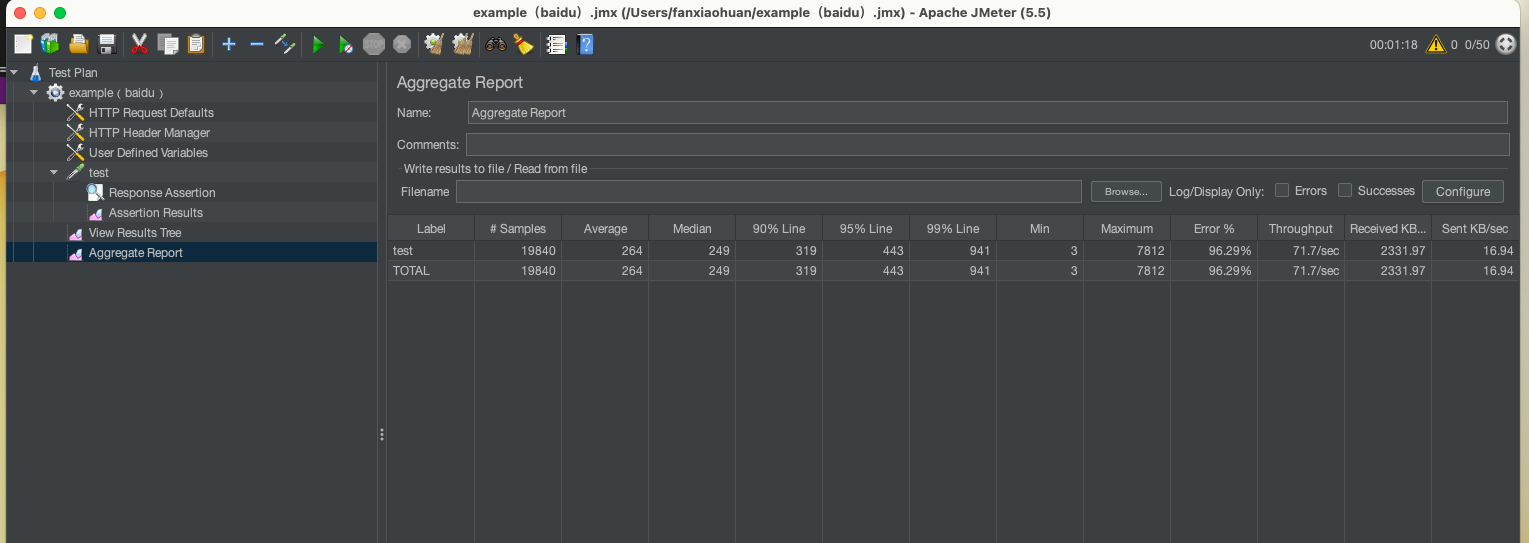 example（baidu）.jmx (/Users/fanxiaohuan/example（baidu）.jmx) - Apache JMeter (5.5)
STOP 00:01:18 0 0/50
Test Plan
example（baidu）
HTTP Request Defaults
HTTP Header Manager
User Defined Variables
test
Response Assertion
Assertion Results
View Results Tree
Aggregate Report
Aggregate Report
Name: Aggregate Report
Comments:
Write results to file / Read from file
Filename Browse... Log/Display Only: Errors Successes Configure
Label # Samples Average Median 90% Line 95% Line 99% Line Min Maximum Error % Throughput Received KB... Sent KB/sec
test 19840 264 249 319 443 941 3 7812 96.29% 71.7/sec 2331.97 16.94
TOTAL 19840 264 249 319 443 941 3 7812 96.29% 71.7/sec 2331.97 16.94